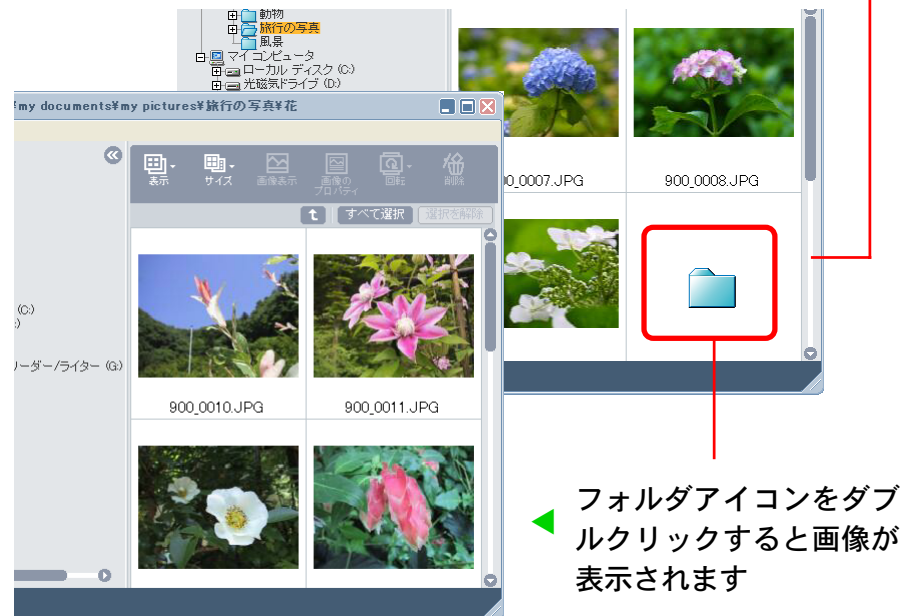 動物
旅行の写真
風景
マイ コンピュータ
ローカル ディスク (C:)
光磁気ドライブ (D:)
my documents¥my pictures¥旅行の写真¥花
表示
サイズ
画像表示
画像の
プロパティ
回転
削除
すべて選択
選択を解除
(C:)
:)
リーダー/ライター (G:)
00_0007.JPG
900_0008.JPG
900_0010.JPG
900_0011.JPG
フォルダアイコンをダブ
ルクリックすると画像が
表示されます